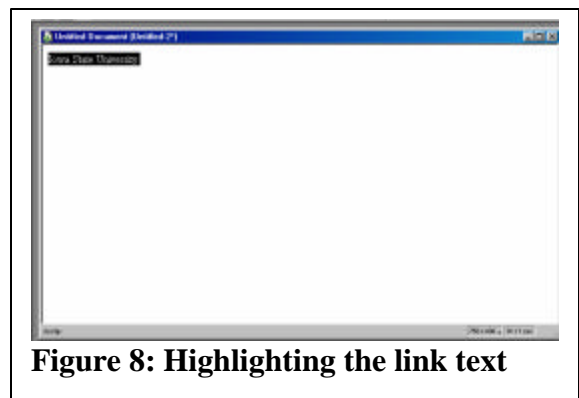 Untitled Document (Untitled-2*)
Iowa State University
Figure 8: Highlighting the link text